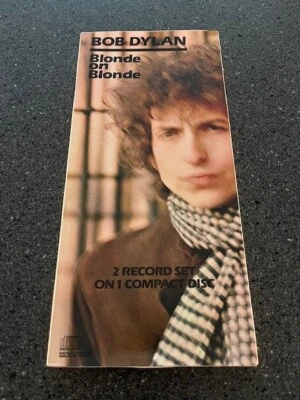 BOB DYLAN
Blonde
on
Blonde
2 RECORD SET
ON 1 COMPACT DISC